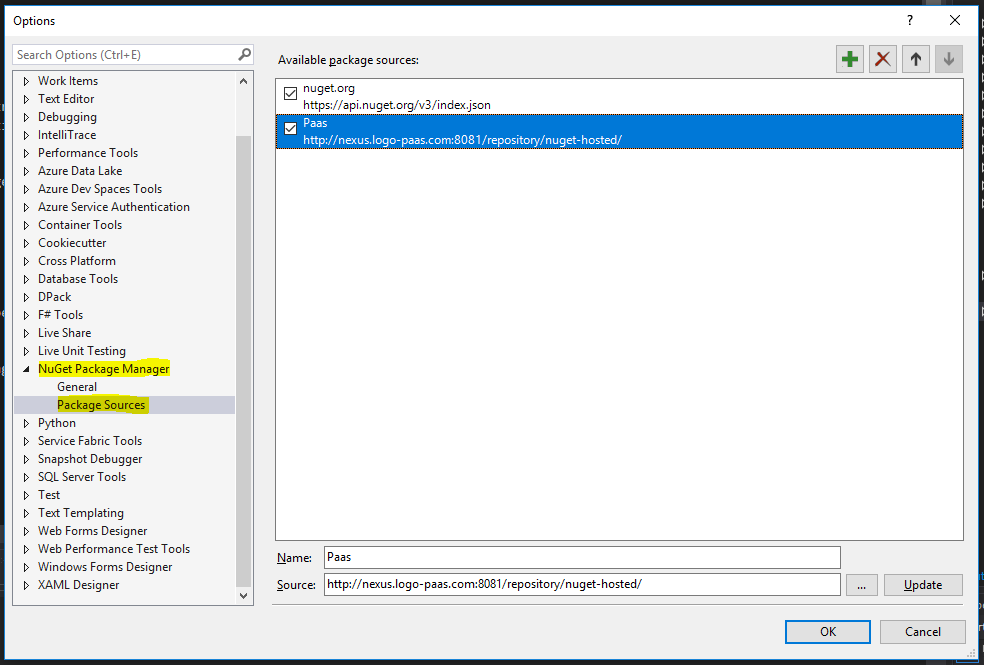 Options
?
Search Options (Ctrl+E)
Work Items
Text Editor
Debugging
IntelliTrace
Performance Tools
Azure Data Lake
Azure Dev Spaces Tools
Azure Service Authentication
Container Tools
Cookiecutter
Cross Platform
Database Tools
DPack
F# Tools
Live Share
Live Unit Testing
NuGet Package Manager
General
Package Sources
Python
Service Fabric Tools
Snapshot Debugger
SQL Server Tools
Test
Text Templating
Web Forms Designer
Web Performance Test Tools
Windows Forms Designer
XAML Designer
Available package sources:
nuget.org
https://api.nuget.org/v3/index.json
Paas
http://nexus.logo-paas.com:8081/repository/nuget-hosted/
Name: Paas
Source: http://nexus.logo-paas.com:8081/repository/nuget-hosted/ ... Update
OK Cancel